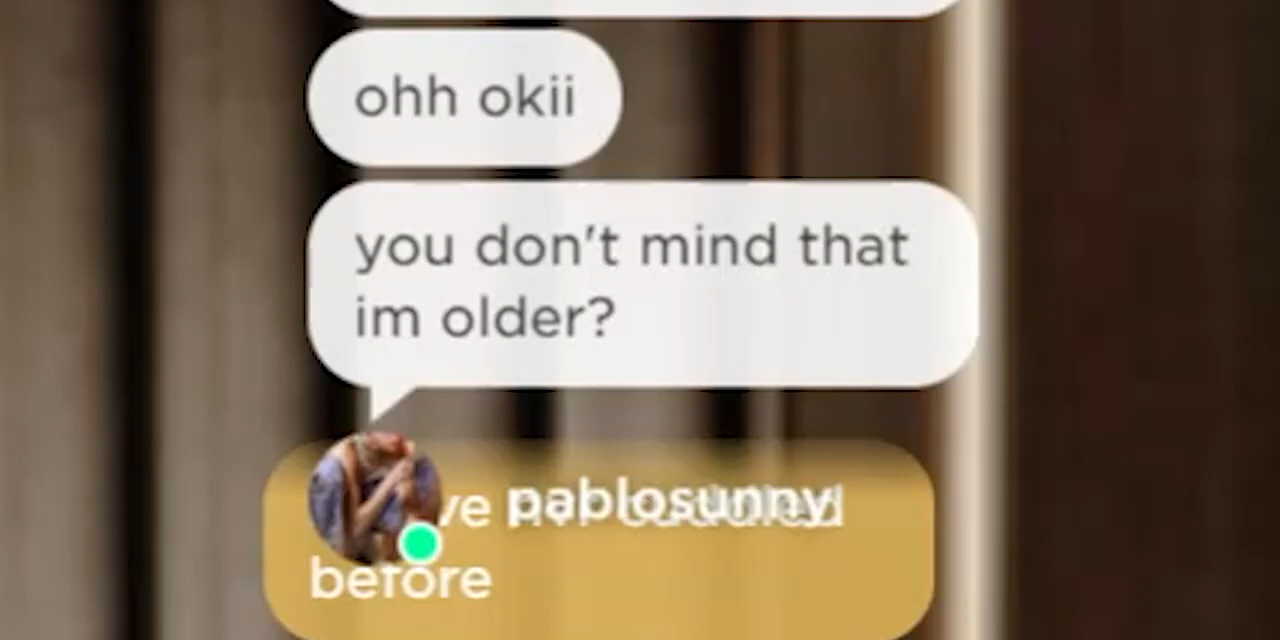 ohh okii
you don't mind that
im older?
pablosunny
before